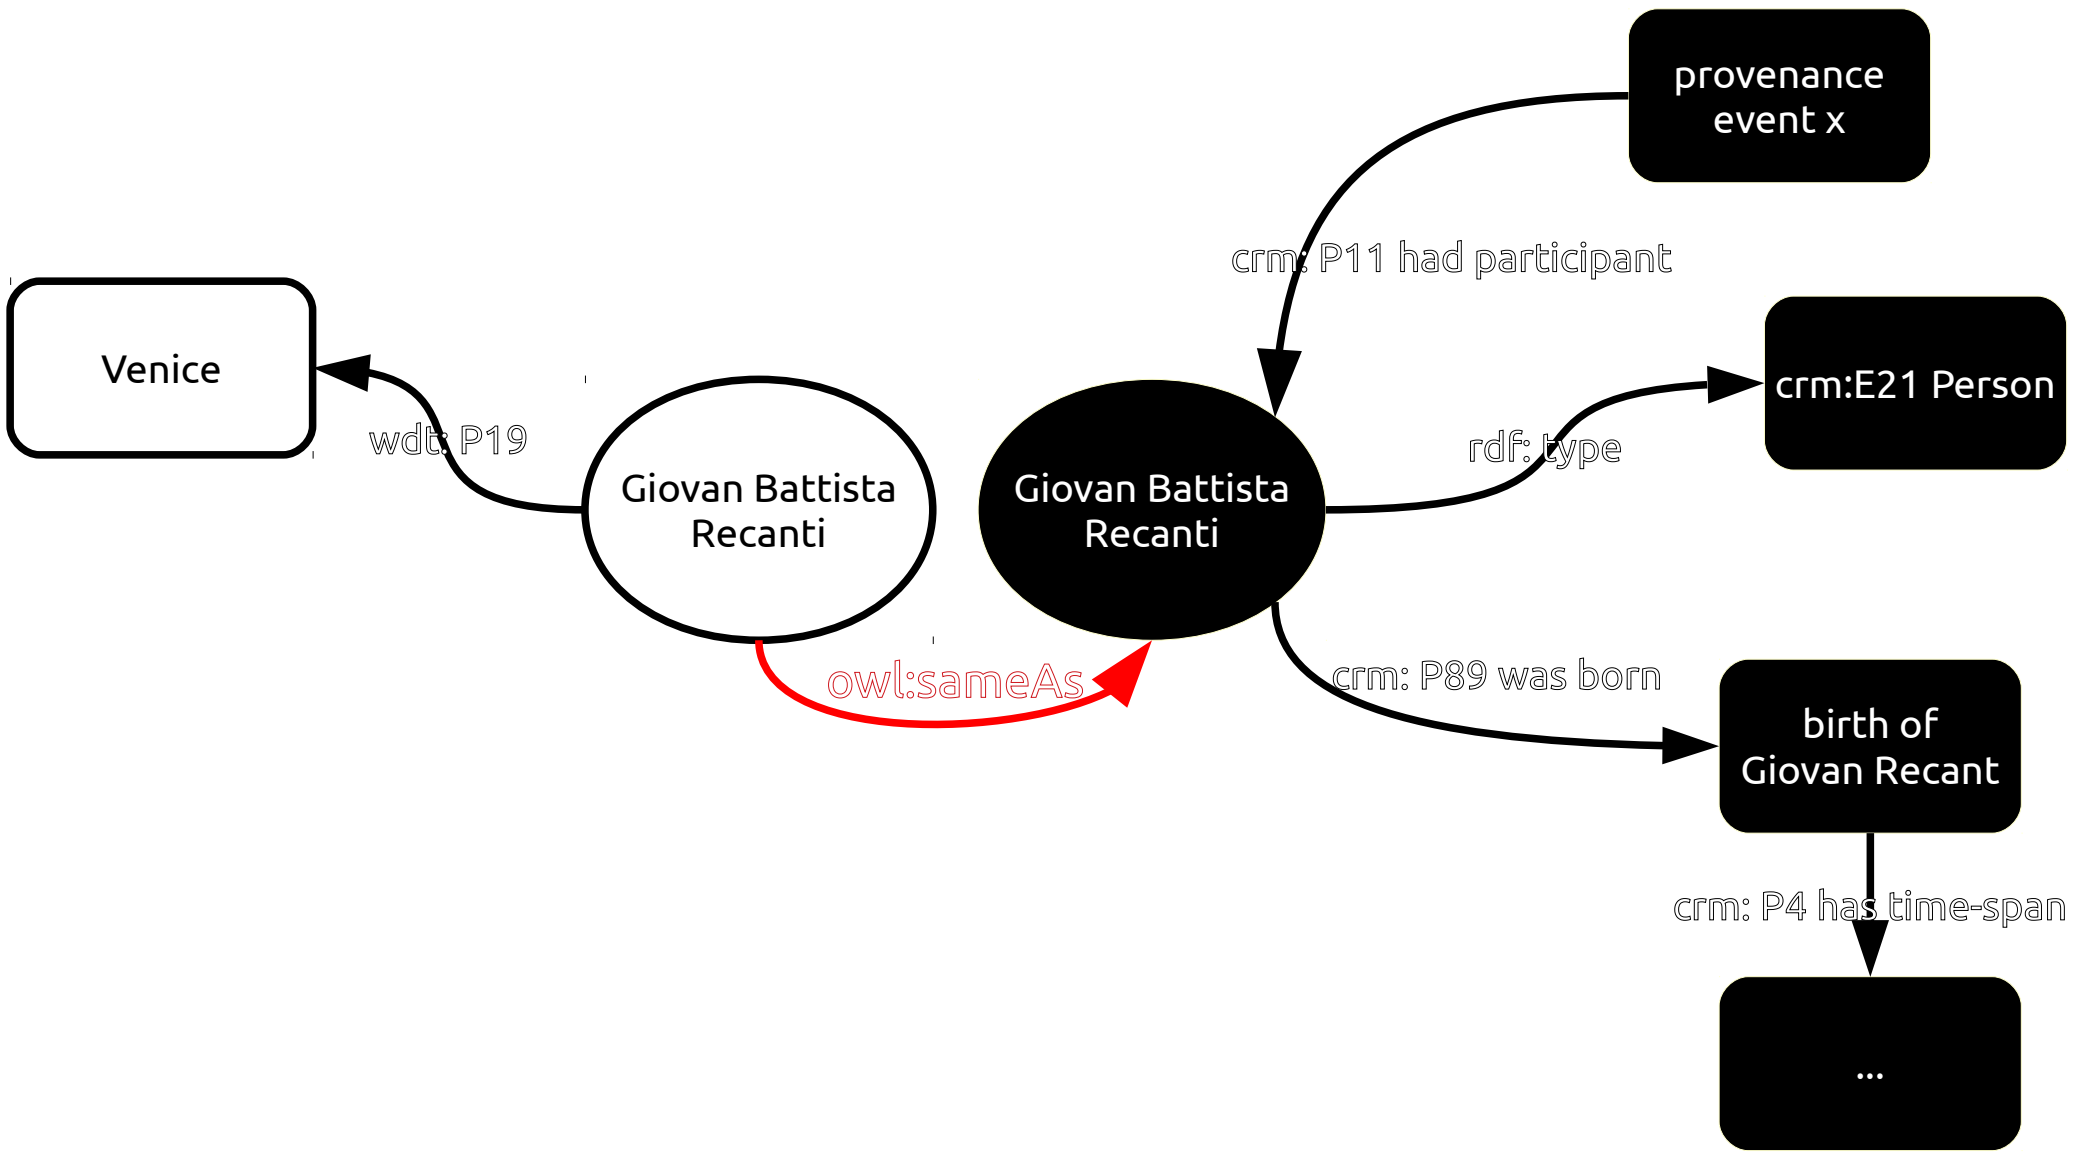 provenance
event x
crm: P11 had participant
Venice
crm:E21 Person
wdt: P19
rdf: type
Giovan Battista
Recanti
Giovan Battista
Recanti
owl:sameAs
crm: P89 was born
birth of
Giovan Recant
crm: P4 has time-span
...